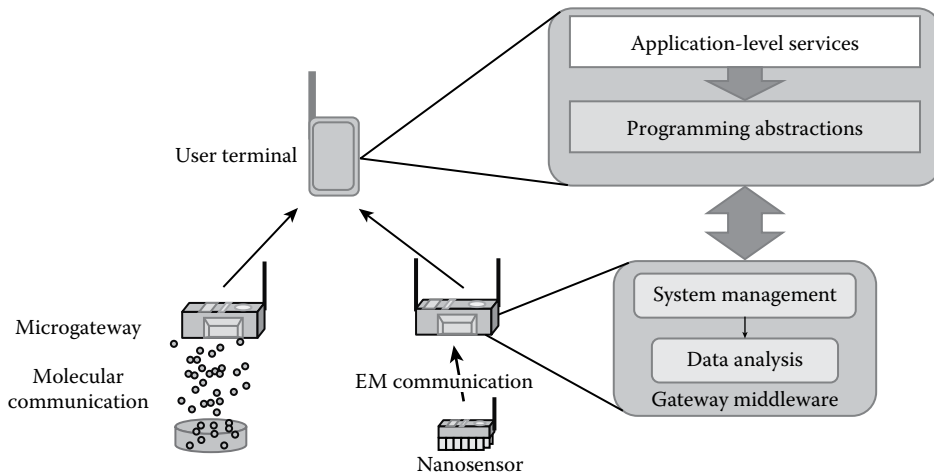 Application-level services
Programming abstractions
User terminal
System management
Microgateway
Data analysis
Molecular
communication
EM communication
Gateway middleware
Nanosensor